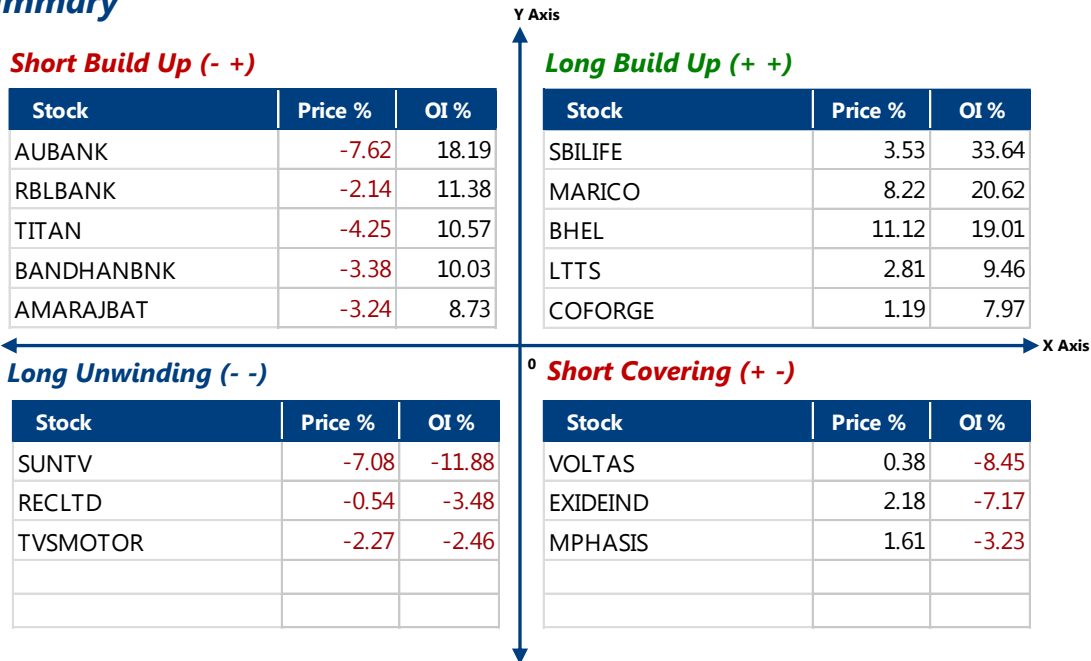 Y Axis
Short Build Up (- +)
Stock Price % OI %
AUBANK -7.62 18.19
RBLBANK -2.14 11.38
TITAN -4.25 10.57
BANDHANBNK -3.38 10.03
AMARAJBAT -3.24 8.73
Long Build Up (+ +)
Stock Price % OI %
SBILIFE 3.53 33.64
MARICO 8.22 20.62
BHEL 11.12 19.01
LTTS 2.81 9.46
COFORGE 1.19 7.97
X Axis
0
Long Unwinding (- -)
Stock Price % OI %
SUNTV -7.08 -11.88
RECLTD -0.54 -3.48
TVSMOTOR -2.27 -2.46
Short Covering (+ -)
Stock Price % OI %
VOLTAS 0.38 -8.45
EXIDEIND 2.18 -7.17
MPHASIS 1.61 -3.23